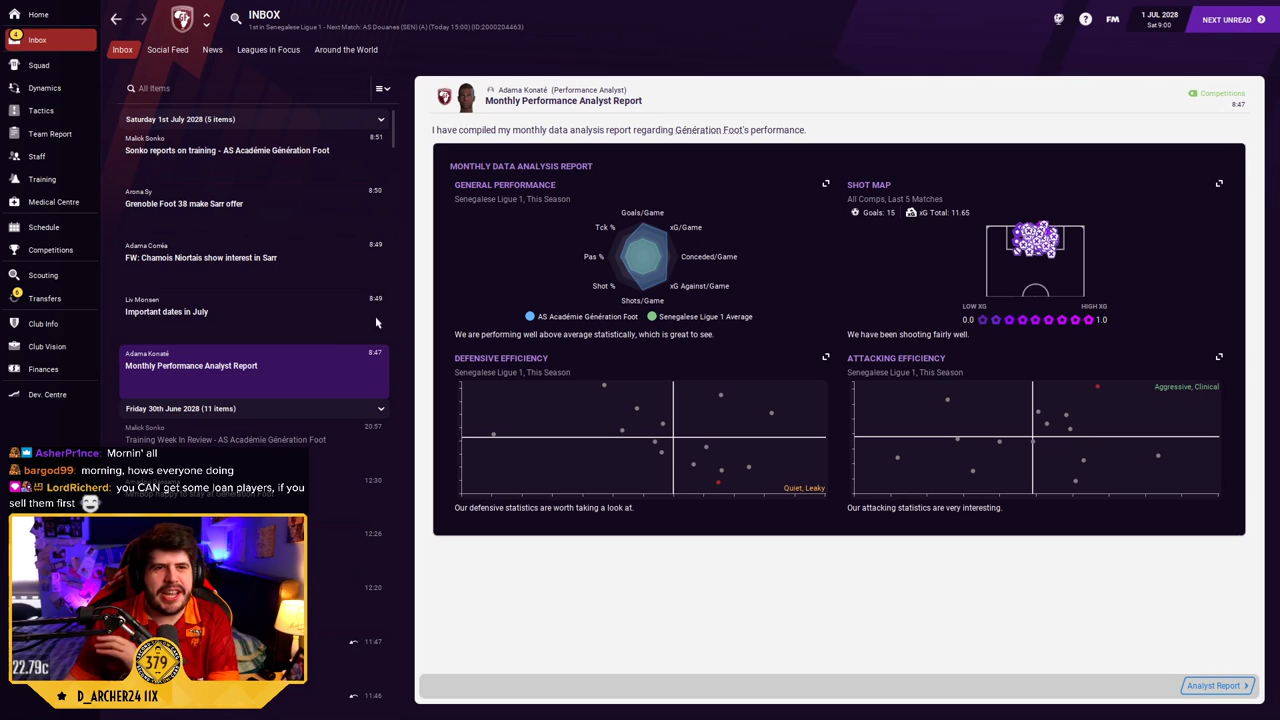 Home
4
Inbox
Squad
Dynamics
Tactics
Team Report
Staff
Training
Medical Centre
Schedule
Competitions
Scouting
6
Transfers
Club Info
Club Vision
Finances
Dev. Centre
INBOX
1st in Senegalese Ligue 1 - Next Match: AS Douanes (SEN) (A) (Today 15:00) (ID:2000204463)
FM
1 JUL 2028
Sat 9:00
NEXT UNREAD
Inbox
Social Feed
News
Leagues in Focus
Around the World
All Items
Saturday 1st July 2028 (5 items)
Malick Sonko 8:51
Sonko reports on training - AS Académie Génération Foot
Arona Sy 8:50
Grenoble Foot 38 make Sarr offer
Adama Corréa 8:49
FW: Chamois Niortais show interest in Sarr
Liv Monsen 8:49
Important dates in July
Adama Konaté 8:47
Monthly Performance Analyst Report
Friday 30th June 2028 (11 items)
Malick Sonko 20:57
Training Week In Review - AS Académie Génération Foot
12:30
happy to stay at Génération Foot
12:26
12:20
11:47
11:46
Adama Konaté (Performance Analyst)
Monthly Performance Analyst Report
Competitions
8:47
I have compiled my monthly data analysis report regarding Génération Foot's performance.
MONTHLY DATA ANALYSIS REPORT
GENERAL PERFORMANCE
Senegalese Ligue 1, This Season
Goals/Game
Tck %
xG/Game
Pas %
Conceded/Game
Shot %
xG Against/Game
Shots/Game
AS Académie Génération Foot
Senegalese Ligue 1 Average
We are performing well above average statistically, which is great to see.
SHOT MAP
All Comps, Last 5 Matches
Goals: 15
xG Total: 11.65
LOW XG
HIGH XG
0.0
1.0
We have been shooting fairly well.
DEFENSIVE EFFICIENCY
Senegalese Ligue 1, This Season
Quiet, Leaky
Our defensive statistics are worth taking a look at.
ATTACKING EFFICIENCY
Senegalese Ligue 1, This Season
Aggressive, Clinical
Our attacking statistics are very interesting.
Analyst Report
AsherPr1nce: Mornin' all
bargod99: morning, hows everyone doing
LordRicherd: you CAN get some loan players, if you
sell them first
22.79c
379
D_ARCHER24 IIX